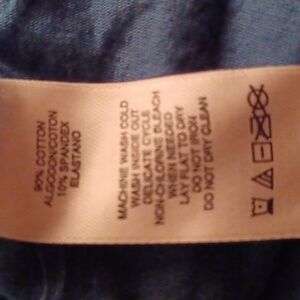 90% COTTON
ALGODON/COTON
10% SPANDEX
ELASTANO
MACHINE WASH COLD
WASH INSIDE OUT
DELICATE CYCLE
NON-CHLORINE BLEACH
WHEN NEEDED
LAY FLAT TO DRY
DO NOT IRON
DO NOT DRY CLEAN